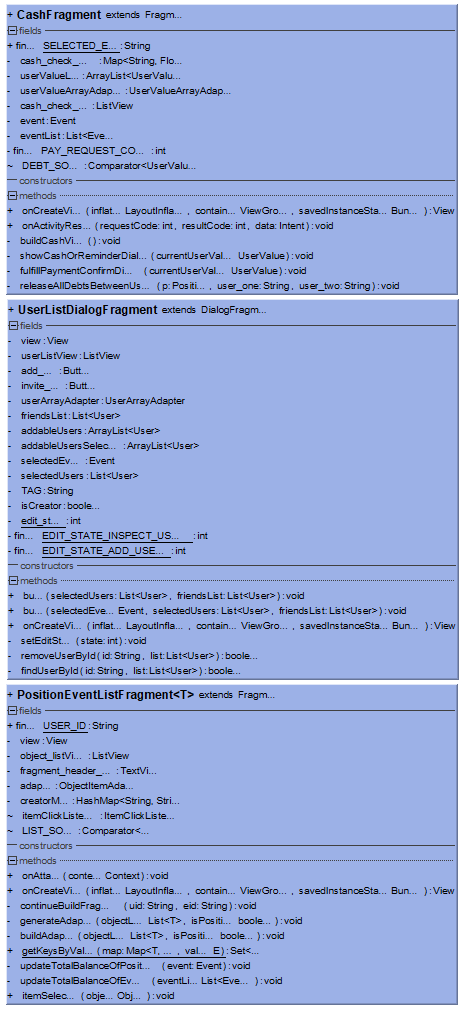 + CashFragment extends Fragm...
fields
+ fin... SELECTED_E... : String
- cash_check_... : Map<String, Flo...
- userValueL... : ArrayList<UserValu...
- userValueArrayAdap... : UserValueArrayAdap...
- cash_check_... : ListView
- event : Event
- eventList : List<Eve...
- fin... PAY_REQUEST_CO... : int
~ DEBT_SO... : Comparator<UserValu...
constructors
methods
+ onCreateVi... (inflat... LayoutInfla... , contain... ViewGro... , savedInstanceSta... Bun... ) : View
+ onActivityRes... (requestCode: int, resultCode: int, data: Intent) : void
- buildCashVi... () : void
- showCashOrReminderDial... (currentUserVal... UserValue) : void
- fulfillPaymentConfirmDi... (currentUserVal... UserValue) : void
- releaseAllDebtsBetweenUs... (p: Positi... , user_one: String, user_two: String) : void
+ UserListDialogFragment extends DialogFragm...
fields
- view : View
- userListView : ListView
- add_... : Butt...
- invite_... : Butt...
- userArrayAdapter : UserArrayAdapter
- friendsList : List<User>
- addableUsers : ArrayList<User>
- addableUsersSelec... : ArrayList<User>
- selectedEv... : Event
- selectedUsers : List<User>
- TAG : String
- isCreator : boole...
- edit_st... : int
- fin... EDIT_STATE_INSPECT_US... : int
- fin... EDIT_STATE_ADD_USE... : int
constructors
methods
+ bu... (selectedUsers: List<User>, friendsList: List<User>) : void
+ bu... (selectedEve... Event, selectedUsers: List<User>, friendsList: List<User>) : void
+ onCreateVi... (inflat... LayoutInfla... , contain... ViewGro... , savedInstanceSta... Bun... ) : View
- setEditSt... (state: int) : void
- removeUserById (id: String, list: List<User>) : boole...
- findUserById (id: String, list: List<User>) : boole...
+ PositionEventListFragment<T> extends Fragm...
fields
+ fin... USER_ID : String
- view : View
- object_listVi... : ListView
- fragment_header_... : TextVi...
- adap... : ObjectItemAda...
- creatorM... : HashMap<String, Stri...
~ itemClickListe... : ItemClickListe...
~ LIST_SO... : Comparator<...
constructors
methods
+ onAtta... (conte... Context) : void
+ onCreateVi... (inflat... LayoutInfla... , contain... ViewGro... , savedInstanceSta... Bun... ) : View
- continueBuildFrag... (uid: String, eid: String) : void
- generateAdap... (objectL... List<T>, isPositi... boole... ) : void
- buildAdap... (objectL... List<T>, isPositi... boole... ) : void
+ getKeysByVal... (map: Map<T, ... , val... E) : Set<...
- updateTotalBalanceOfPosit... (event: Event) : void
- updateTotalBalanceOfEv... (eventLi... List<Eve... ) : void
+ itemSelec... (obje... Obj... ) : void